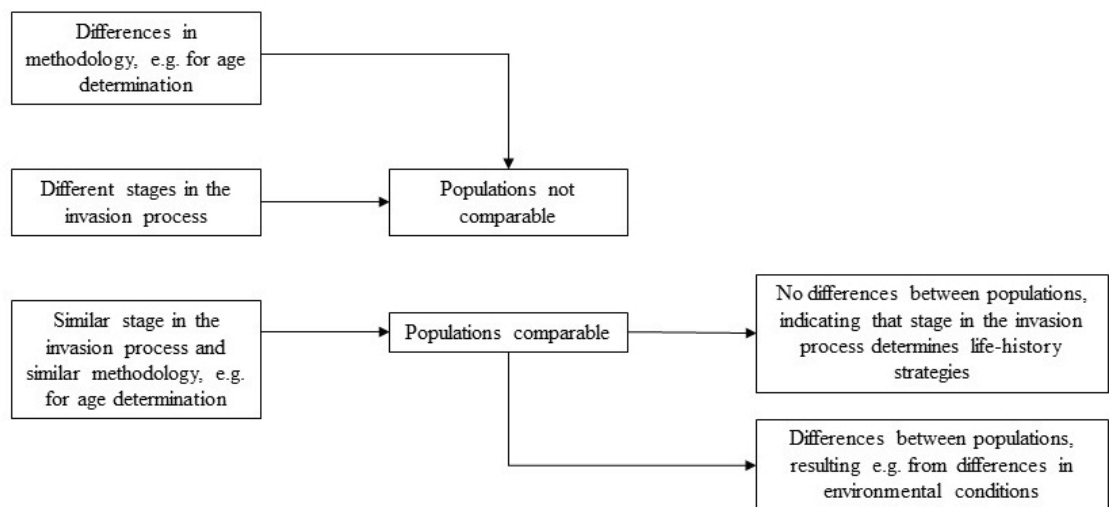 Differences in
methodology, e.g. for age
determination
Different stages in the
invasion process
Populations not
comparable
Similar stage in the
invasion process and
similar methodology, e.g.
for age determination
Populations comparable
No differences between populations,
indicating that stage in the invasion
process determines life-history
strategies
Differences between populations,
resulting e.g. from differences in
environmental conditions